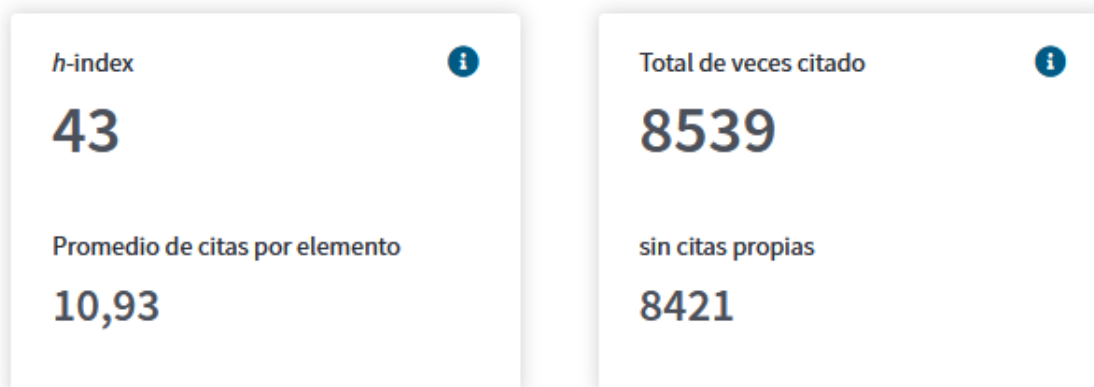 h-index
43
Promedio de citas por elemento
10,93
Total de veces citado
8539
sin citas propias
8421